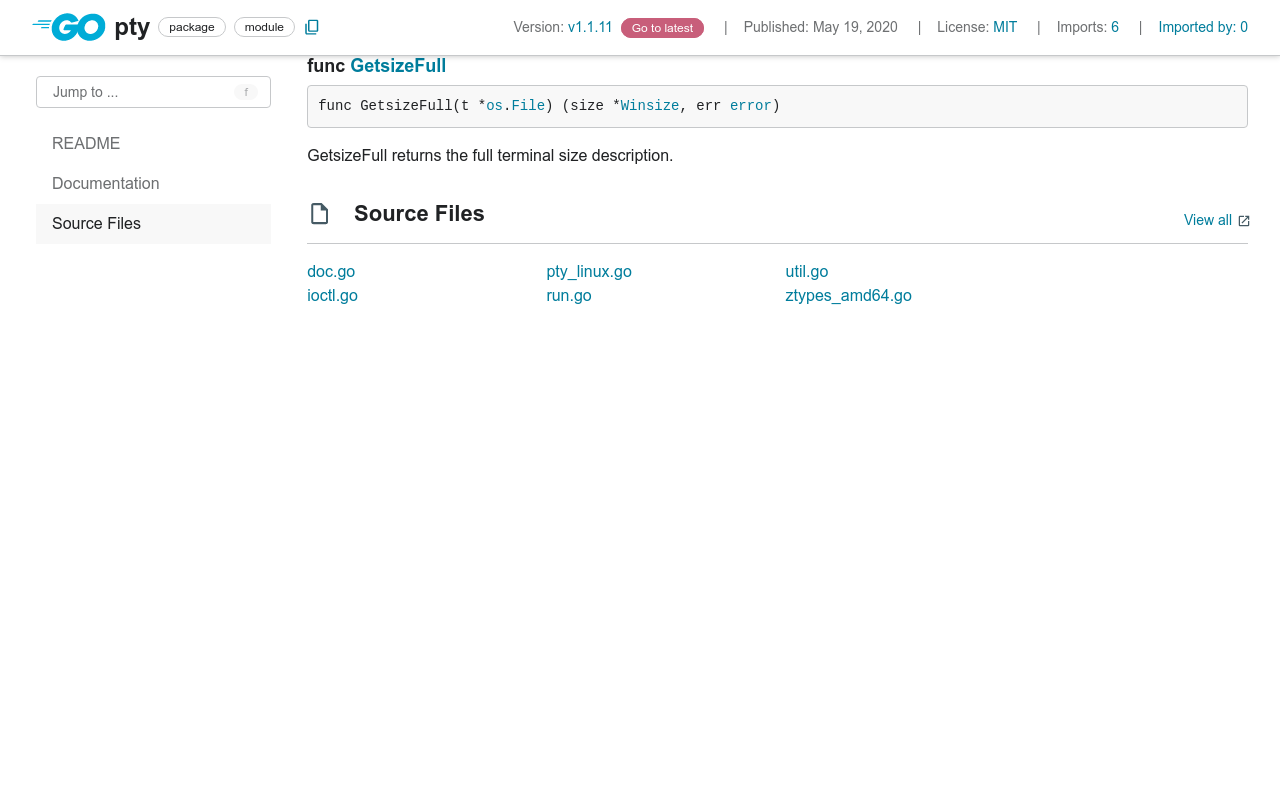 GO pty package module Version: v1.1.11 Go to latest | Published: May 19, 2020 | License: MIT | Imports: 6 | Imported by: 0
Jump to ... f
README
Documentation
Source Files
func GetsizeFull
func GetsizeFull(t *os.File) (size *Winsize, err error)
GetsizeFull returns the full terminal size description.
Source Files View all
doc.go pty_linux.go util.go
ioctl.go run.go ztypes_amd64.go